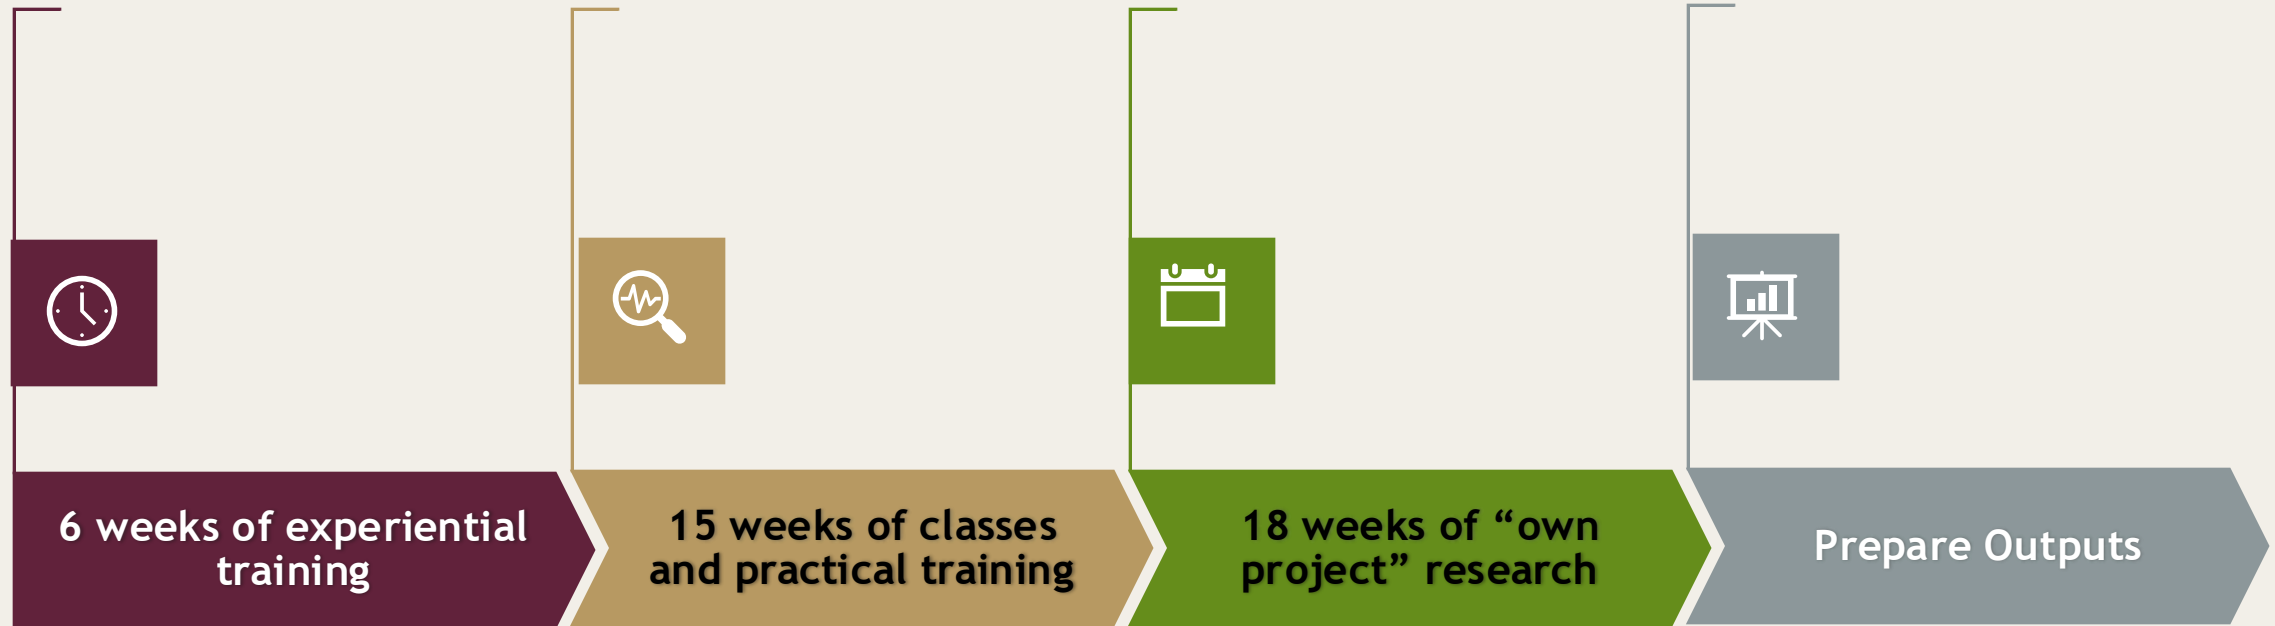 6 weeks of experiential
training
15 weeks of classes
and practical training
18 weeks of “own
project” research
Prepare Outputs